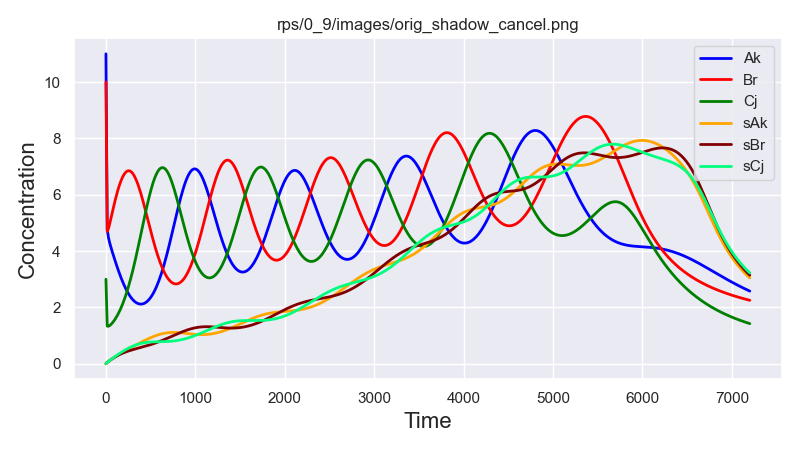 rps/0_9/images/orig_shadow_cancel.png
Concentration
10
8
6
4
2
0
0 1000 2000 3000 4000 5000 6000 7000
Time
Ak
Br
Cj
sAk
sBr
sCj